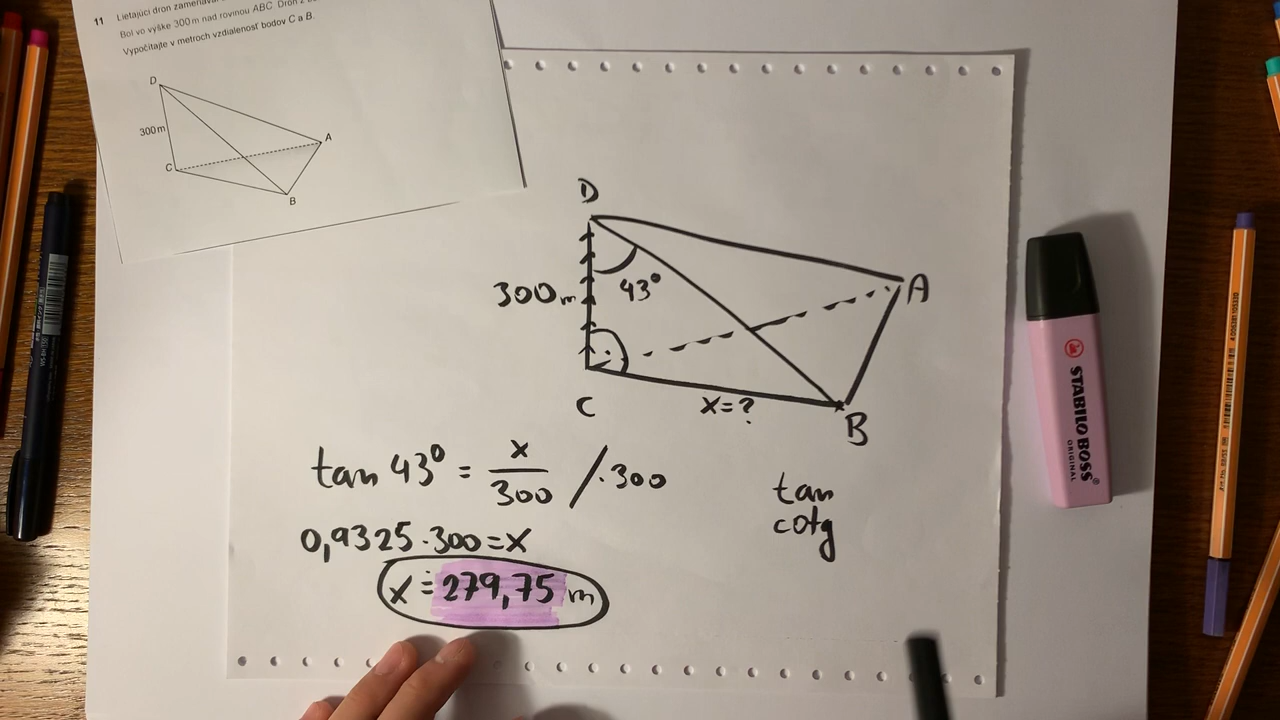 11 Lietajúci dron zameriaval
Bol vo výške 300 m nad rovinou ABC. Dron z
Vypočítajte v metroch vzdialenosť bodov C a B.
D
300 m
A
C
B
D
300m
43°
A
C
x=?
B
tan 43° = x/300 /·300
0,9325·300=x
x ≐ 279,75 m
tan
cotg
STABILO BOSS
ORIGINAL